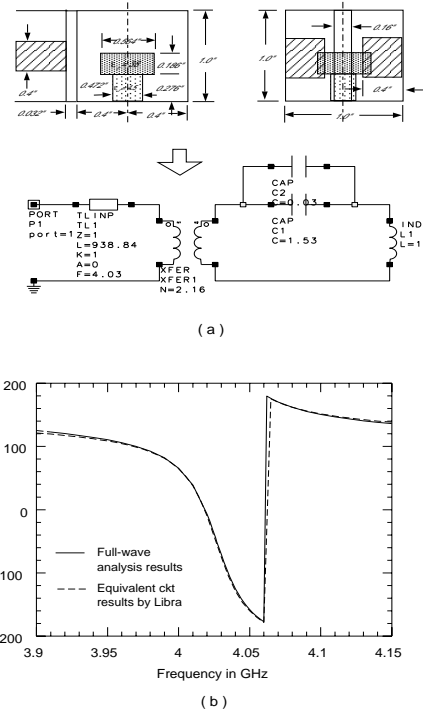 0.564"
0.186"
1.0"
0.4"
0.472"
0.276"
0.032"
0.4"
0.4"
0.16"
1.0"
0.4"
1.0"
CAP
C2
C=0.03
CAP
C1
C=1.53
PORT
P1
port=1
TLINP
TL1
Z=1
L=938.84
K=1
A=0
F=4.03
XFER
XFER1
N=2.16
IND
L1
L=1
(a)
200
100
0
100
200
Full-wave
analysis results
Equivalent ckt
results by Libra
3.9
3.95
4
4.05
4.1
4.15
Frequency in GHz
(b)